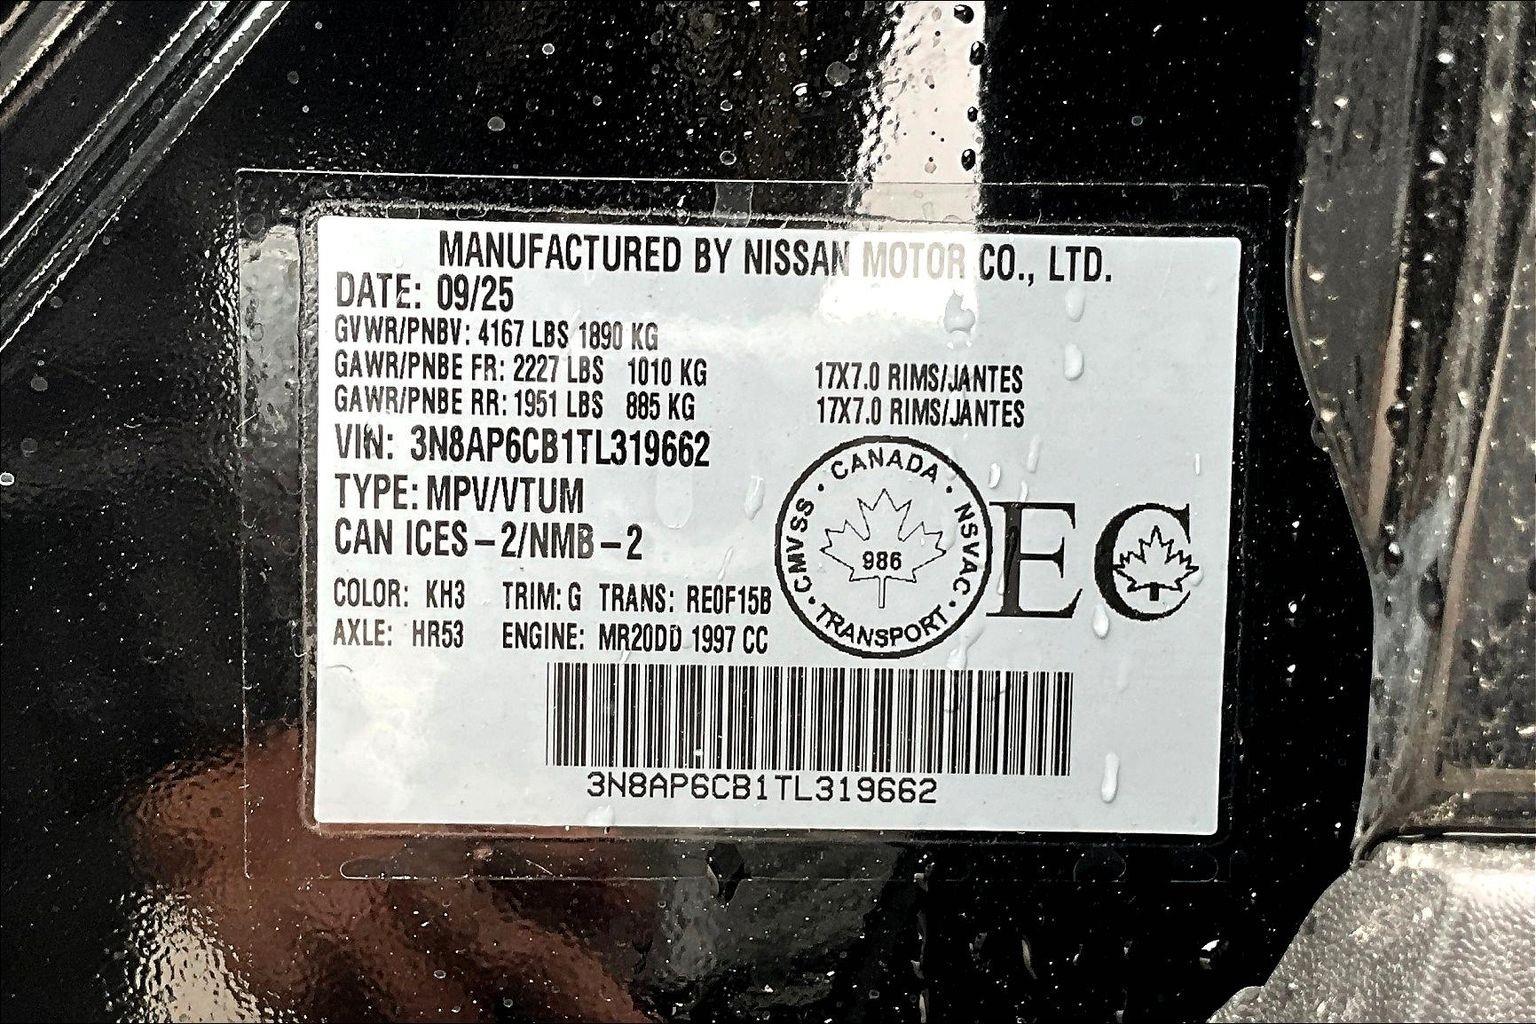 MANUFACTURED BY NISSAN MOTOR CO., LTD.
DATE: 09/25
GVWR/PNBV: 4167 LBS 1890 KG
GAWR/PNBE FR: 2227 LBS 1010 KG 17X7.0 RIMS/JANTES
GAWR/PNBE RR: 1951 LBS 885 KG 17X7.0 RIMS/JANTES
VIN: 3N8AP6CB1TL319662
TYPE: MPV/VTUM
CAN ICES-2/NMB-2
CANADA · NSVAC · TRANSPORT · CMVSS ·
986
EC
COLOR: KH3 TRIM: G TRANS: RE0F15B
AXLE: HR53 ENGINE: MR20DD 1997 CC
3N8AP6CB1TL319662